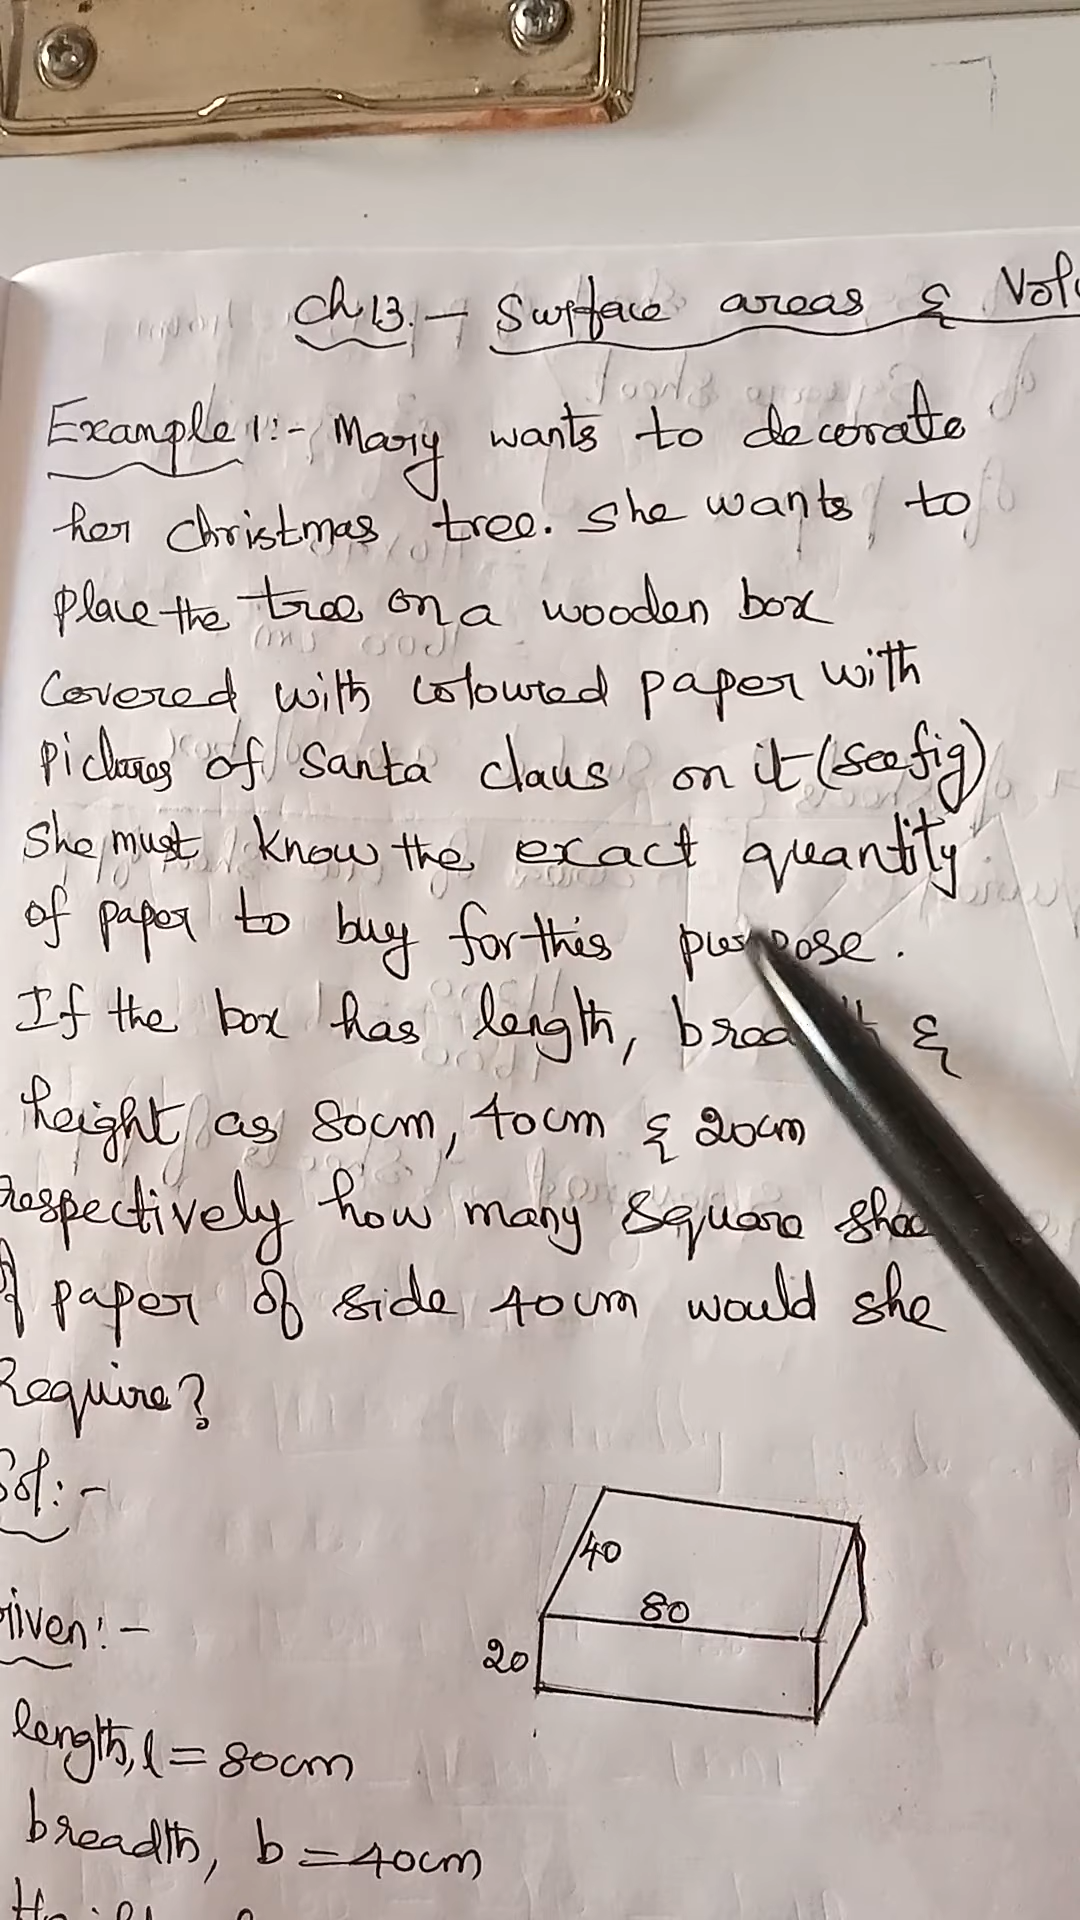 Ch 13. - Surface areas &
Example 1:- Mary wants to decorate
her christmas tree. She wants to
place the tree on a wooden box
Covered with coloured paper with
pictures of Santa claus on it (See fig)
She must know the exact quantity
of paper to buy for this purpose.
If the box has length, &
height as 80cm, 40cm & 20cm
respectively how many square
of paper of side 40cm would she
Require?
Sol:-
40
80
Given:-
20
length, l = 80cm
breadth, b = 40cm